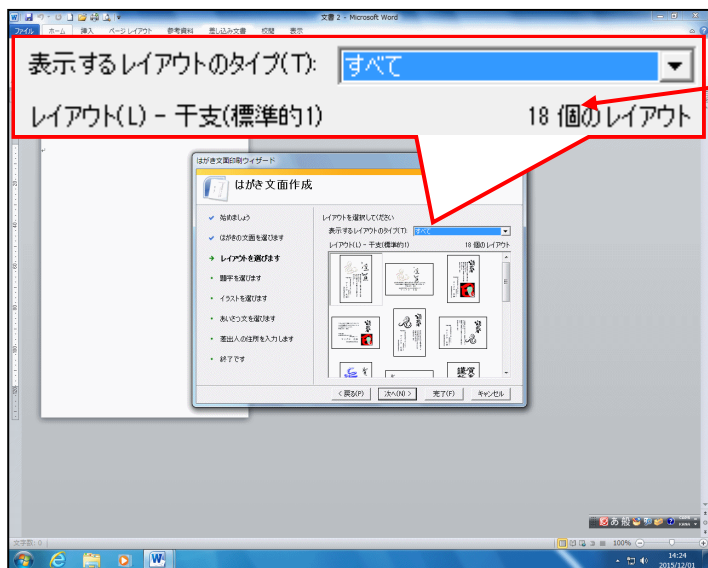 文書 2 - Microsoft Word
ファイル ホーム 挿入 ページ レイアウト 参考資料 差し込み文書 校閲 表示
表示するレイアウトのタイプ(T): すべて
レイアウト(L) - 干支(標準的1) 18 個のレイアウト
はがき文面印刷ウィザード
はがき文面作成
始めましょう
はがきの文面を選びます
レイアウトを選びます
題字を選びます
イラストを選びます
あいさつ文を選びます
差出人の住所を入力します
終了です
レイアウトを選択してください
表示するレイアウトのタイプ(T): すべて
レイアウト(L) - 干支(標準的1) 18 個のレイアウト
< 戻る(P) 次へ(N) > 完了(F) キャンセル
あ 般
文字数: 0 100%
14:24
2015/12/01